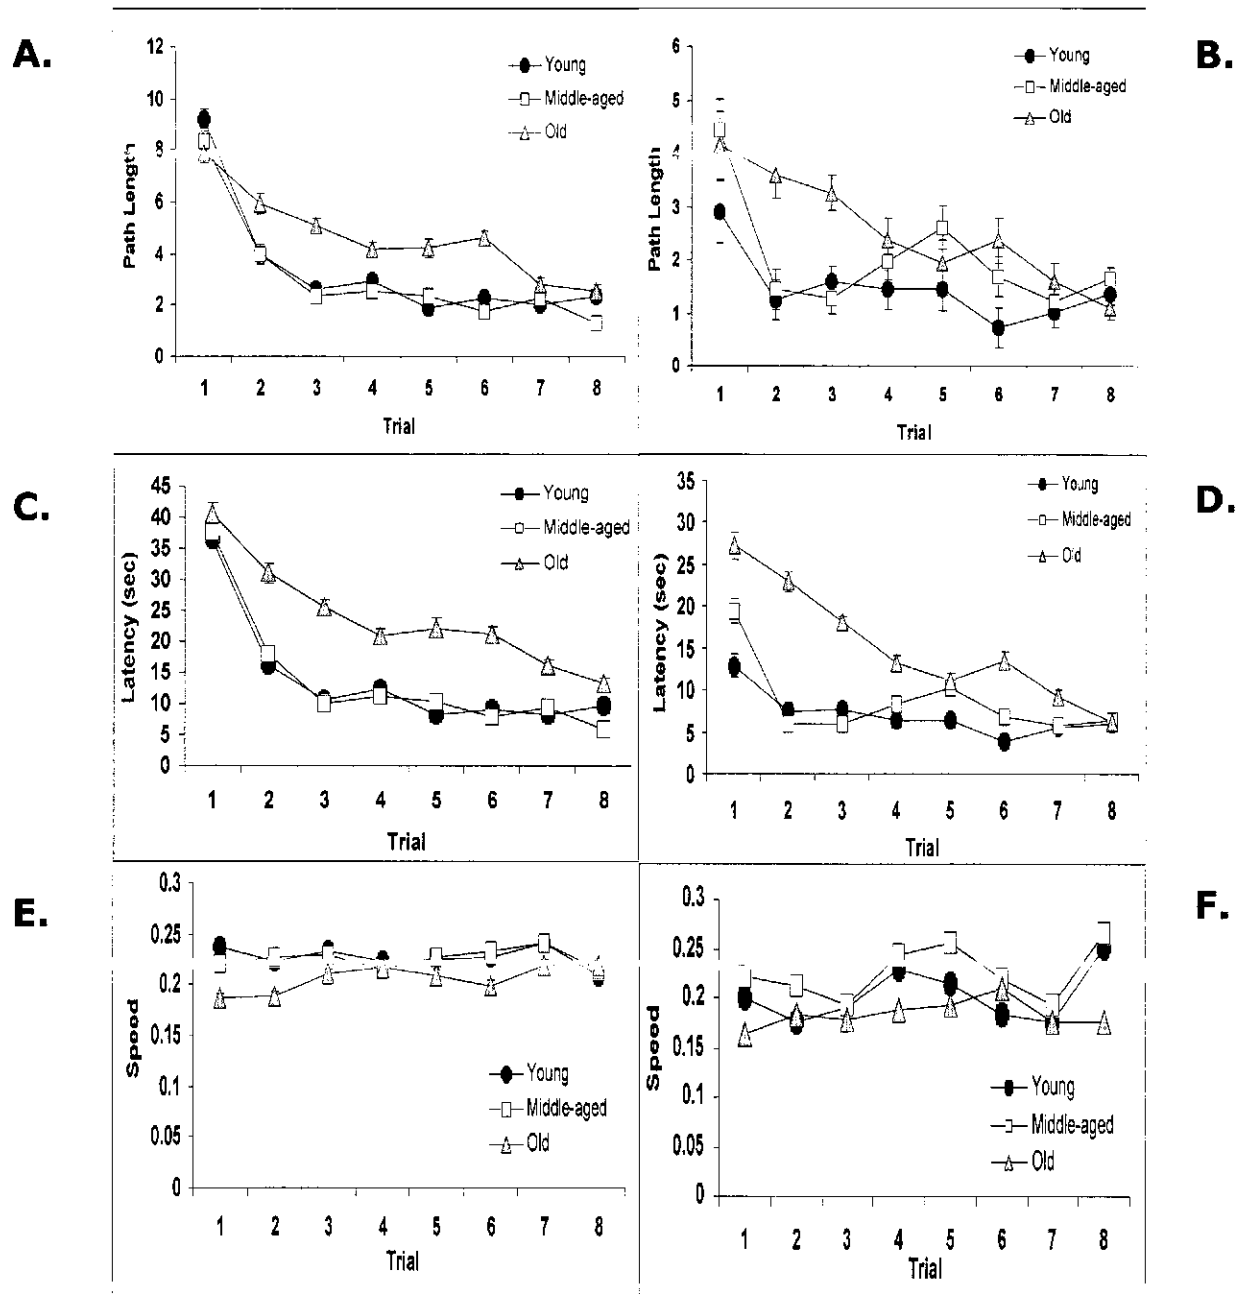 A.
12
10
8
6
4
2
0
Path Length
Young
Middle-aged
Old
1 2 3 4 5 6 7 8
Trial
B.
6
5
4
3
2
1
0
Path Length
Young
Middle-aged
Old
1 2 3 4 5 6 7 8
Trial
C.
45
40
35
30
25
20
15
10
5
0
Latency (sec)
Young
Middle-aged
Old
1 2 3 4 5 6 7 8
Trial
D.
35
30
25
20
15
10
5
0
Latency (sec)
Young
Middle-aged
Old
1 2 3 4 5 6 7 8
Trial
E.
0.3
0.25
0.2
0.15
0.1
0.05
0
Speed
Young
Middle-aged
Old
1 2 3 4 5 6 7 8
Trial
F.
0.3
0.25
0.2
0.15
0.1
0.05
0
Speed
Young
Middle-aged
Old
1 2 3 4 5 6 7 8
Trial